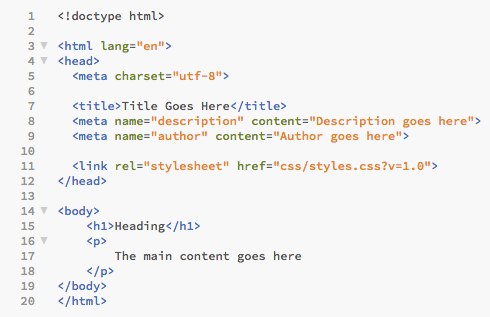 1 <!doctype html>
2
3 <html lang="en">
4 <head>
5   <meta charset="utf-8">
6
7   <title>Title Goes Here</title>
8   <meta name="description" content="Description goes here">
9   <meta name="author" content="Author goes here">
10
11   <link rel="stylesheet" href="css/styles.css?v=1.0">
12 </head>
13
14 <body>
15     <h1>Heading</h1>
16     <p>
17         The main content goes here
18     </p>
19 </body>
20 </html>